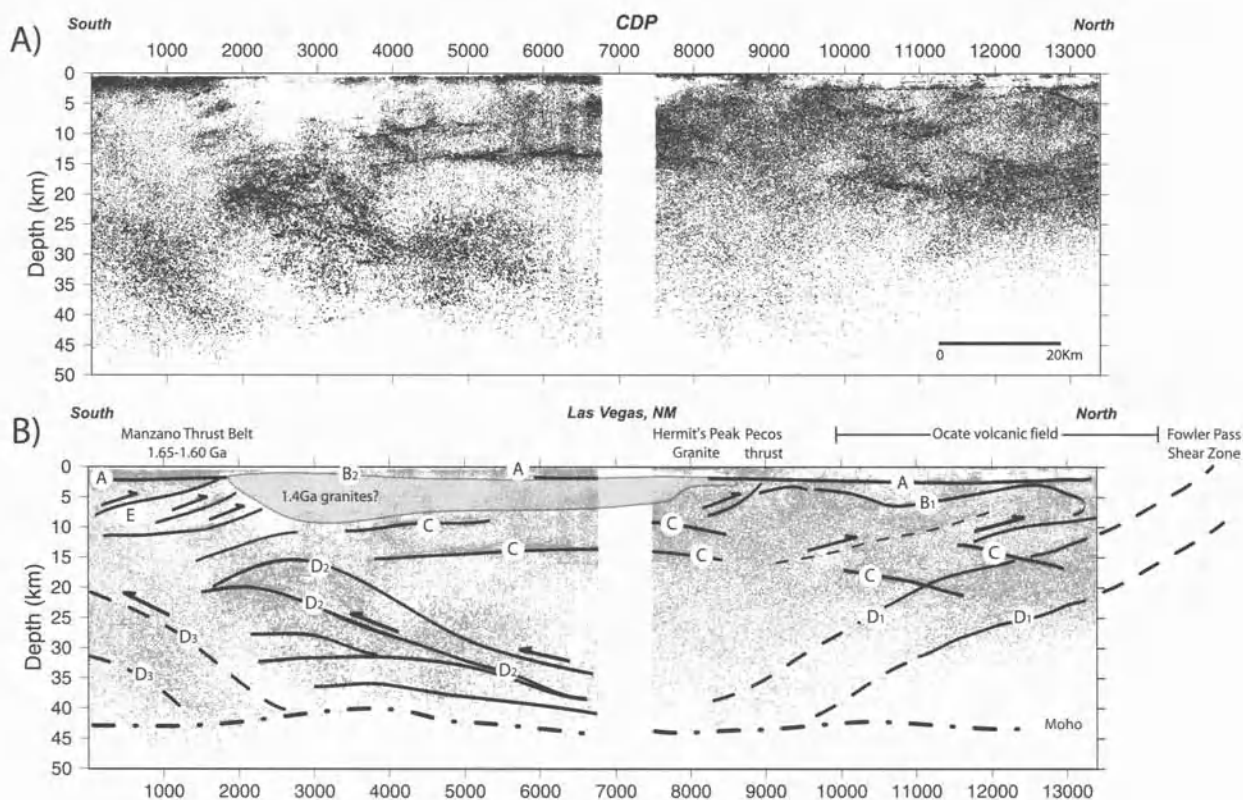 South CDP North
A)
1000 2000 3000 4000 5000 6000 7000 8000 9000 10000 11000 12000 13000
0
5
10
15
20
25
30
35
40
45
50
Depth (km)
0 20Km
South Las Vegas, NM North
B)
Manzano Thrust Belt
1.65-1.60 Ga
Hermit's Peak
Granite
Pecos
thrust
Ocate volcanic field
Fowler Pass
Shear Zone
0
5
10
15
20
25
30
35
40
45
50
Depth (km)
A B2 A A
1.4Ga granites?
E C B1
C C C C
D2
D2 D1 D1
D3 D2
D3
Moho
1000 2000 3000 4000 5000 6000 7000 8000 9000 10000 11000 12000 13000